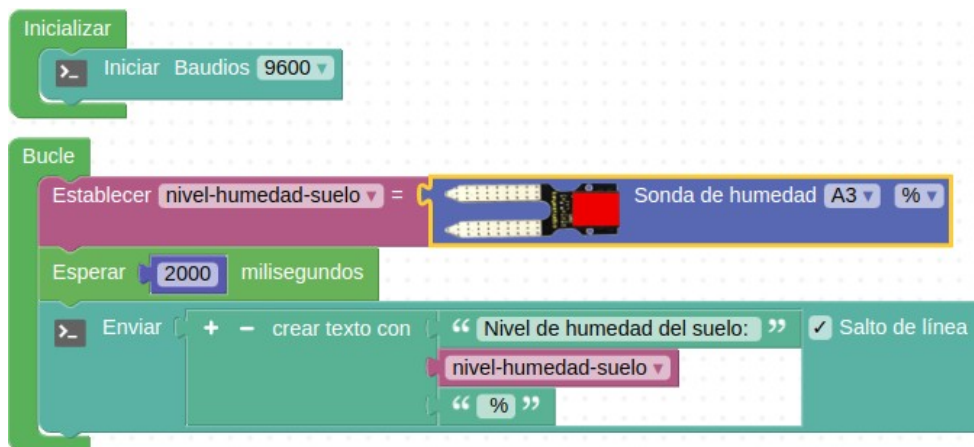 Inicializar
>_ Iniciar Baudios 9600
Bucle
Establecer nivel-humedad-suelo = Sonda de humedad A3 %
Esperar 2000 milisegundos
>_ Enviar + - crear texto con “ Nivel de humedad del suelo: ” ✓ Salto de línea
nivel-humedad-suelo
“ % ”